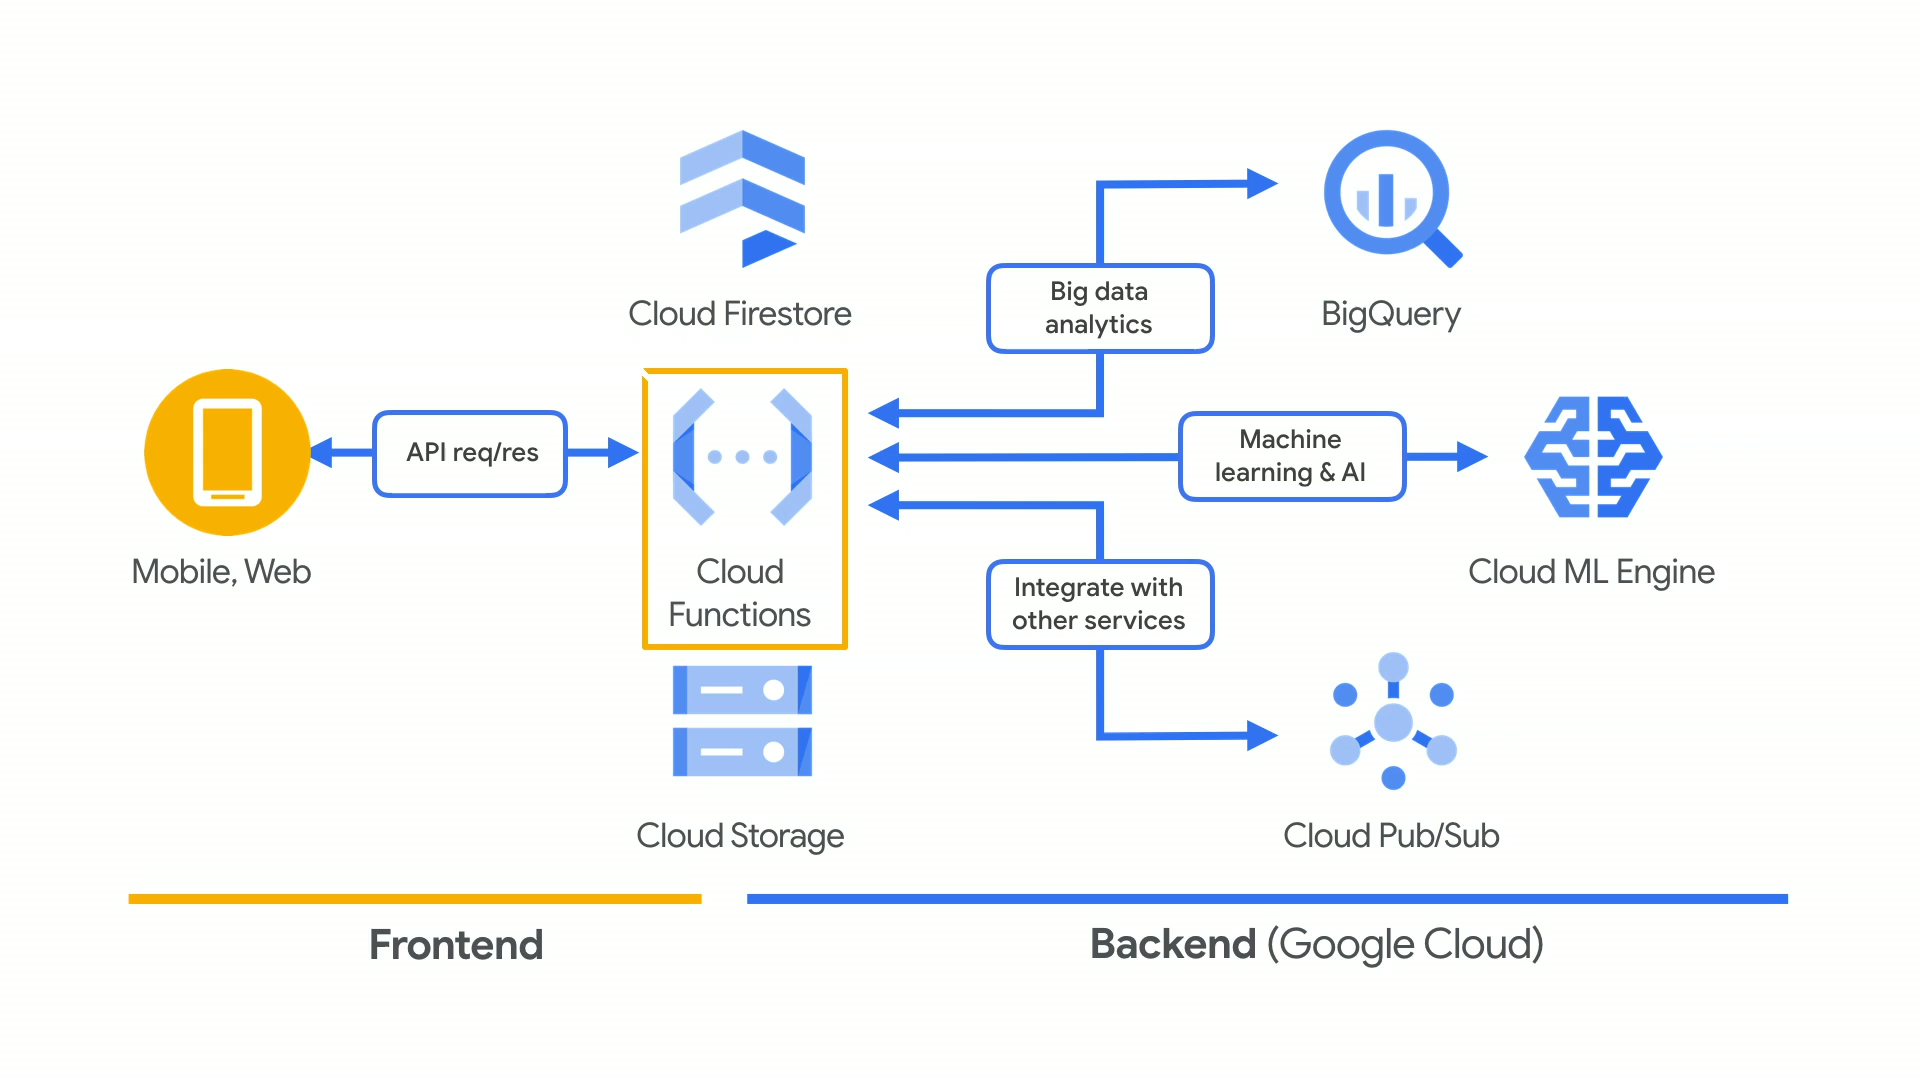 Cloud Firestore
Big data
analytics
BigQuery
API req/res
Mobile, Web
Cloud
Functions
Machine
learning & AI
Cloud ML Engine
Integrate with
other services
Cloud Storage
Cloud Pub/Sub
Frontend
Backend (Google Cloud)